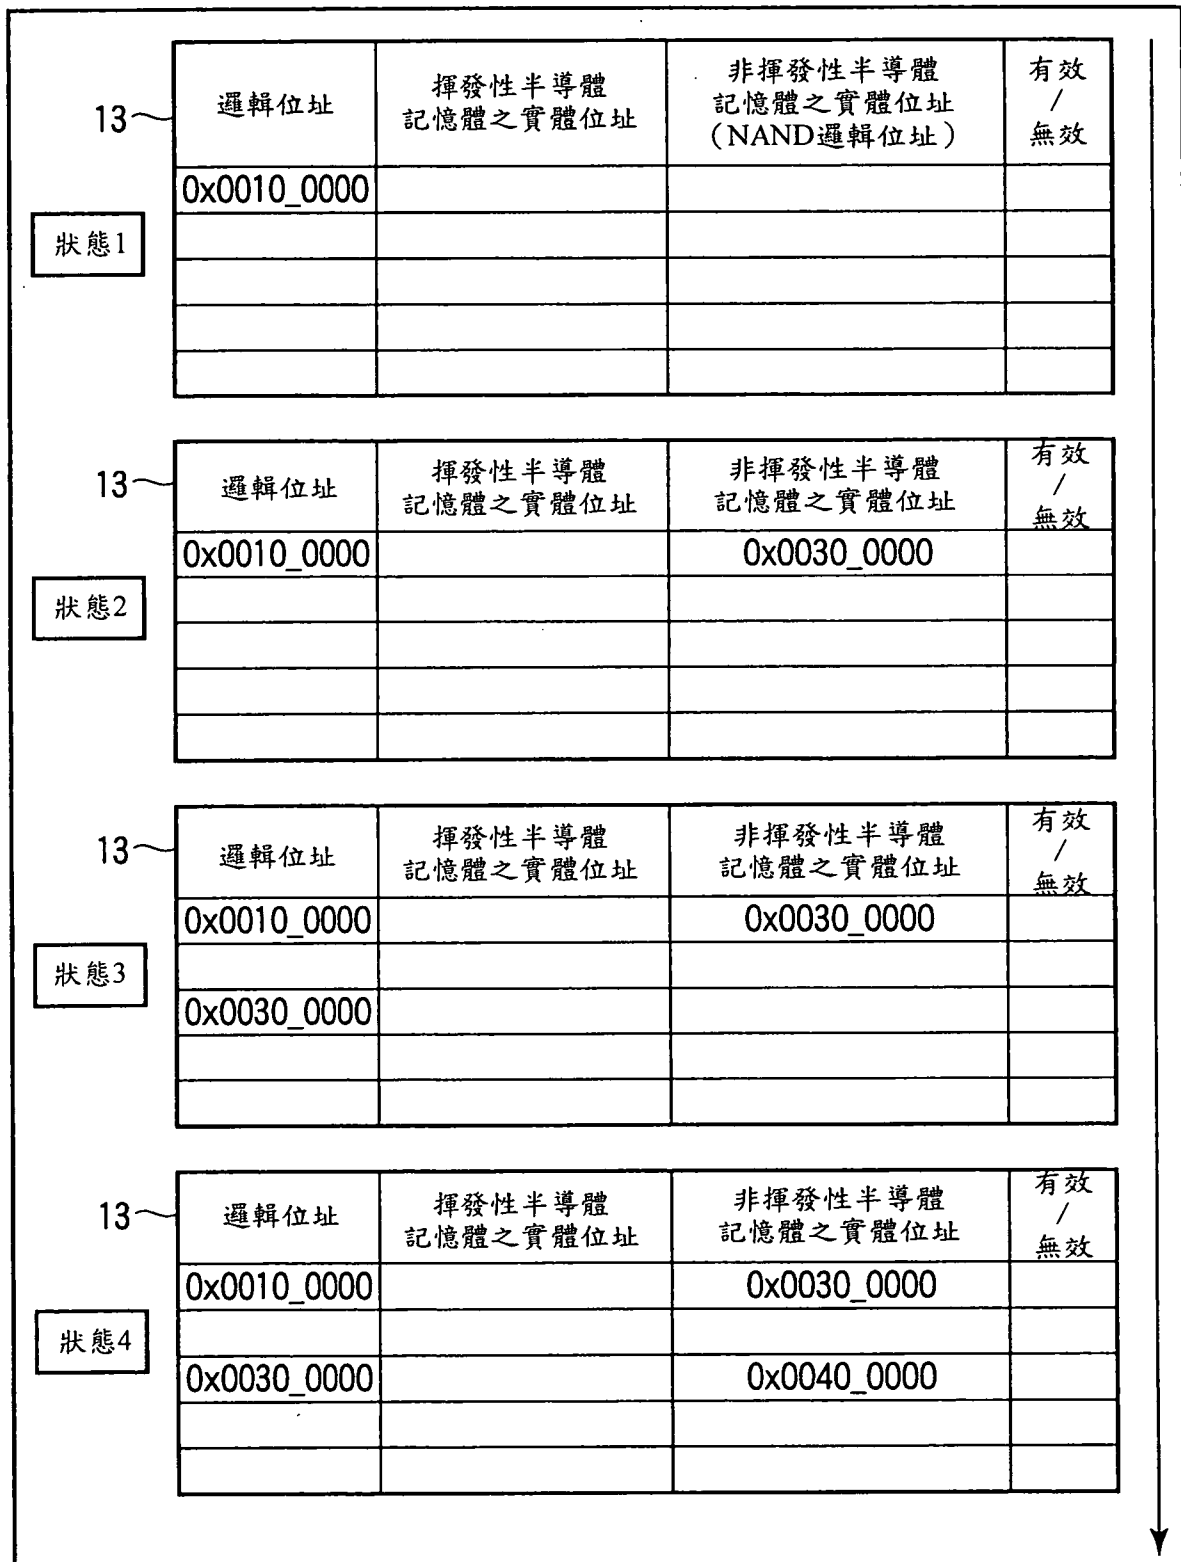 13
邏輯位址
揮發性半導體
記憶體之實體位址
非揮發性半導體
記憶體之實體位址
(NAND邏輯位址)
有效
/
無效
0x0010_0000
狀態1
13
邏輯位址
揮發性半導體
記憶體之實體位址
非揮發性半導體
記憶體之實體位址
有效
/
無效
0x0010_0000
0x0030_0000
狀態2
13
邏輯位址
揮發性半導體
記憶體之實體位址
非揮發性半導體
記憶體之實體位址
有效
/
無效
0x0010_0000
0x0030_0000
狀態3
0x0030_0000
13
邏輯位址
揮發性半導體
記憶體之實體位址
非揮發性半導體
記憶體之實體位址
有效
/
無效
0x0010_0000
0x0030_0000
狀態4
0x0030_0000
0x0040_0000